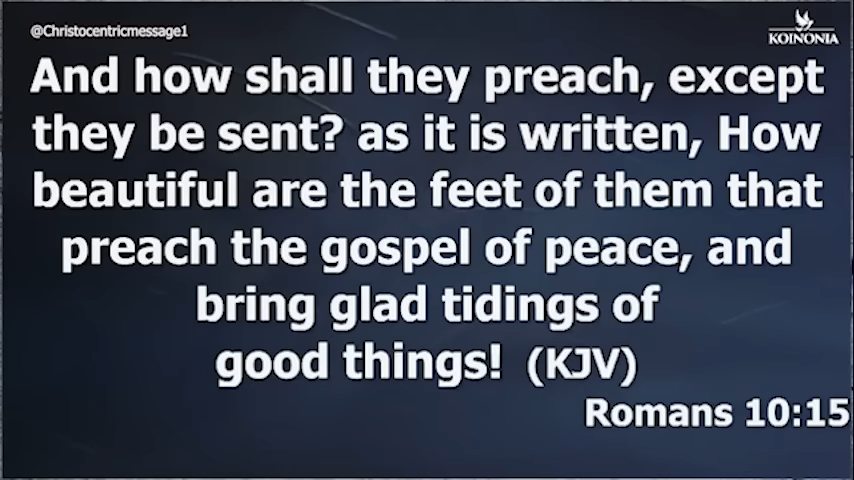 @Christocentricmessage1
KOINONIA
And how shall they preach, except
they be sent? as it is written, How
beautiful are the feet of them that
preach the gospel of peace, and
bring glad tidings of
good things! (KJV)
Romans 10:15